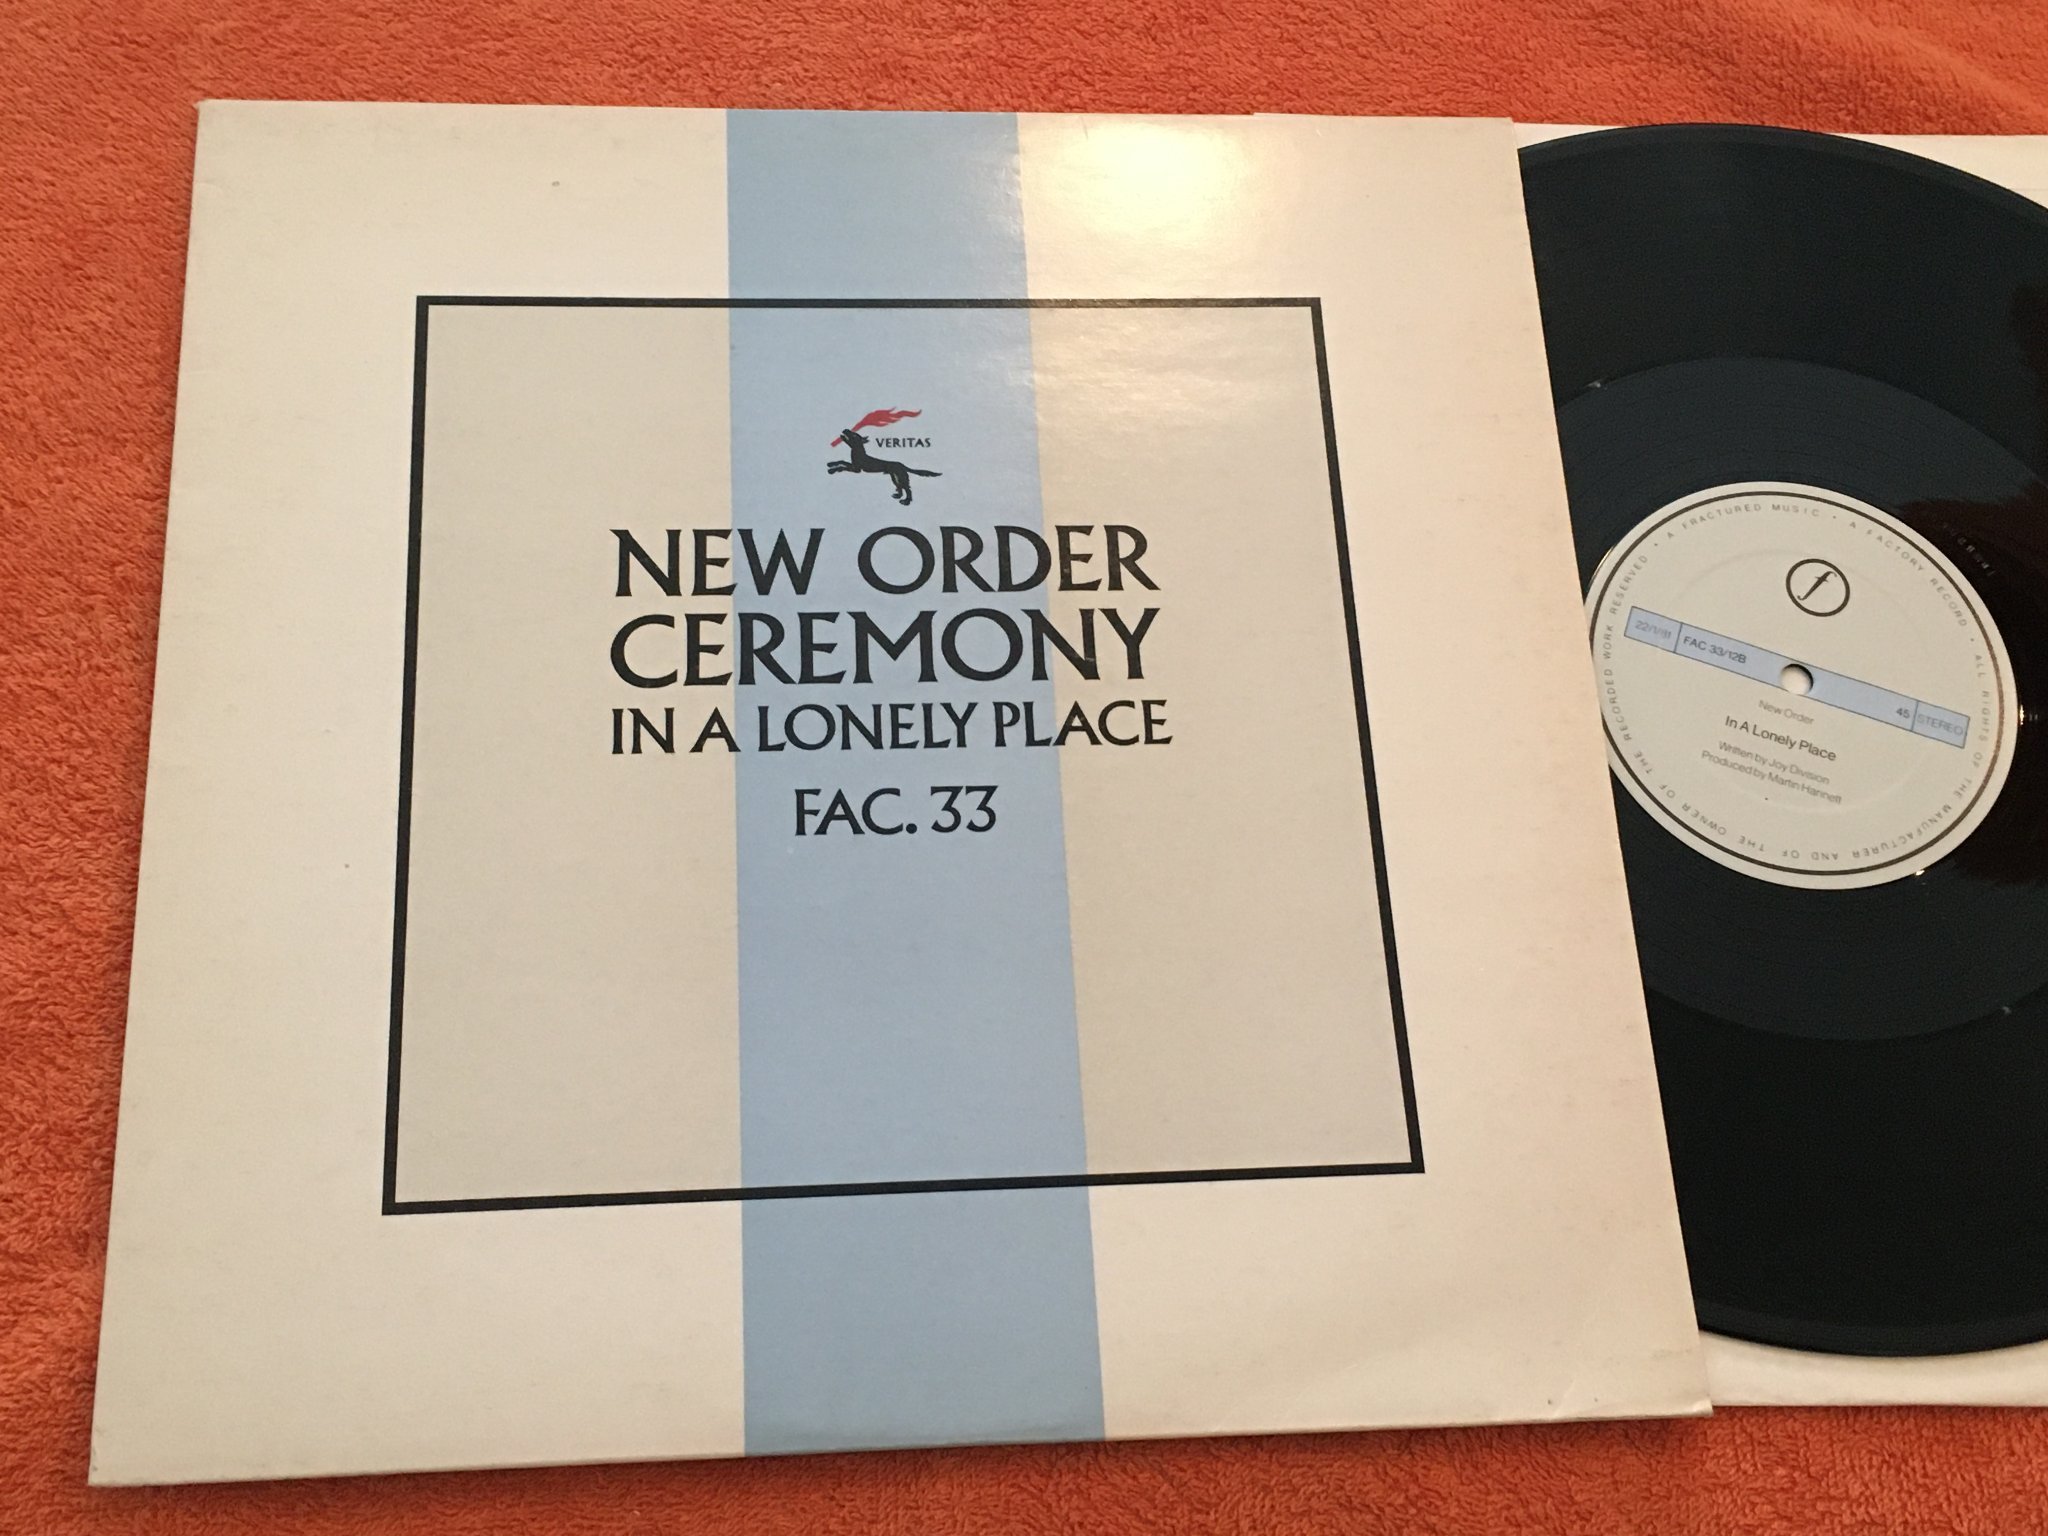 VERITAS
NEW ORDER
CEREMONY
IN A LONELY PLACE
FAC. 33
A FRACTURED MUSIC • A FACTORY RECORD • ALL RIGHTS OF THE MANUFACTURER AND OF THE OWNER OF THE RECORDED WORK RESERVED •
f
22/1/81 FAC 33/12B 45 STEREO
New Order
In A Lonely Place
Written by Joy Division
Produced by Martin Hannett